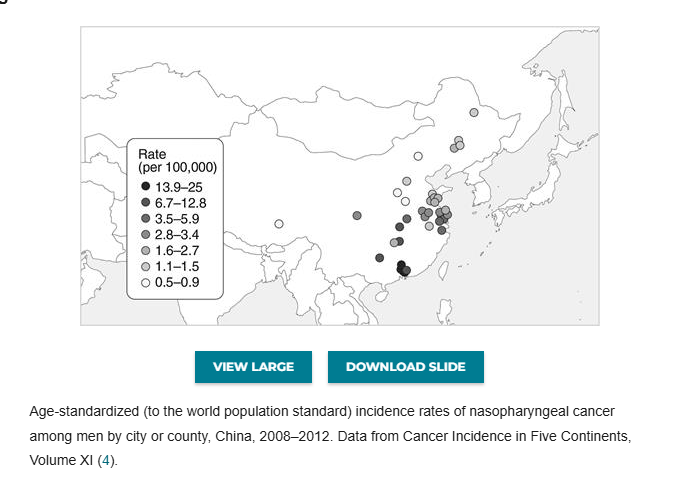 Rate
(per 100,000)
13.9–25
6.7–12.8
3.5–5.9
2.8–3.4
1.6–2.7
1.1–1.5
0.5–0.9
VIEW LARGE
DOWNLOAD SLIDE
Age-standardized (to the world population standard) incidence rates of nasopharyngeal cancer
among men by city or county, China, 2008–2012. Data from Cancer Incidence in Five Continents,
Volume XI (4).